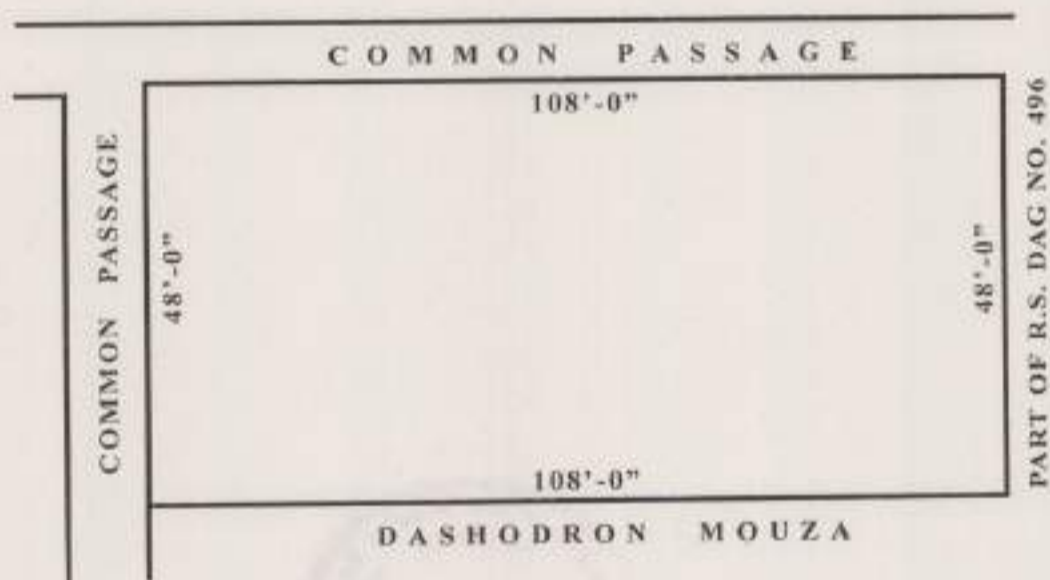 COMMON PASSAGE
108'-0"
COMMON PASSAGE
48'-0"
48'-0"
PART OF R.S. DAG NO. 496
108'-0"
DASHODRON MOUZA